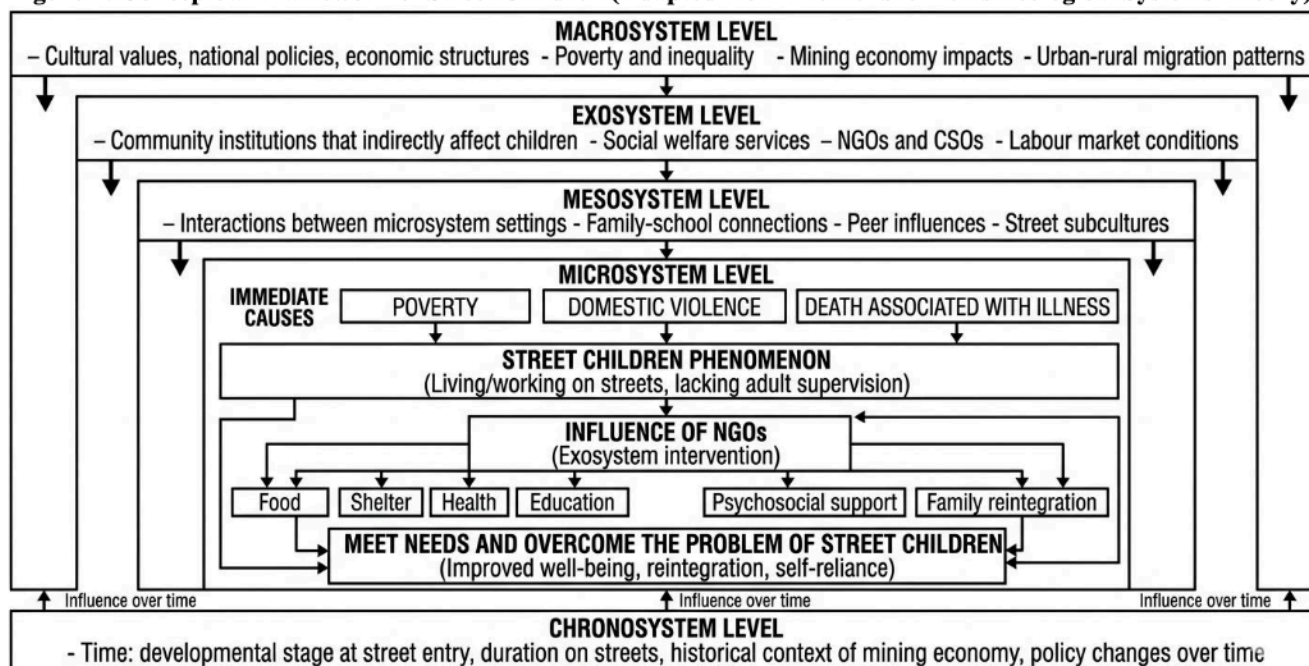 MACROSYSTEM LEVEL
– Cultural values, national policies, economic structures - Poverty and inequality - Mining economy impacts - Urban-rural migration patterns
EXOSYSTEM LEVEL
– Community institutions that indirectly affect children - Social welfare services – NGOs and CSOs - Labour market conditions
MESOSYSTEM LEVEL
– Interactions between microsystem settings - Family-school connections - Peer influences - Street subcultures
MICROSYSTEM LEVEL
IMMEDIATE
CAUSES
POVERTY
DOMESTIC VIOLENCE
DEATH ASSOCIATED WITH ILLNESS
STREET CHILDREN PHENOMENON
(Living/working on streets, lacking adult supervision)
INFLUENCE OF NGOs
(Exosystem intervention)
Food
Shelter
Health
Education
Psychosocial support
Family reintegration
MEET NEEDS AND OVERCOME THE PROBLEM OF STREET CHILDREN
(Improved well-being, reintegration, self-reliance)
Influence over time
Influence over time
Influence over time
CHRONOSYSTEM LEVEL
- Time: developmental stage at street entry, duration on streets, historical context of mining economy, policy changes over time